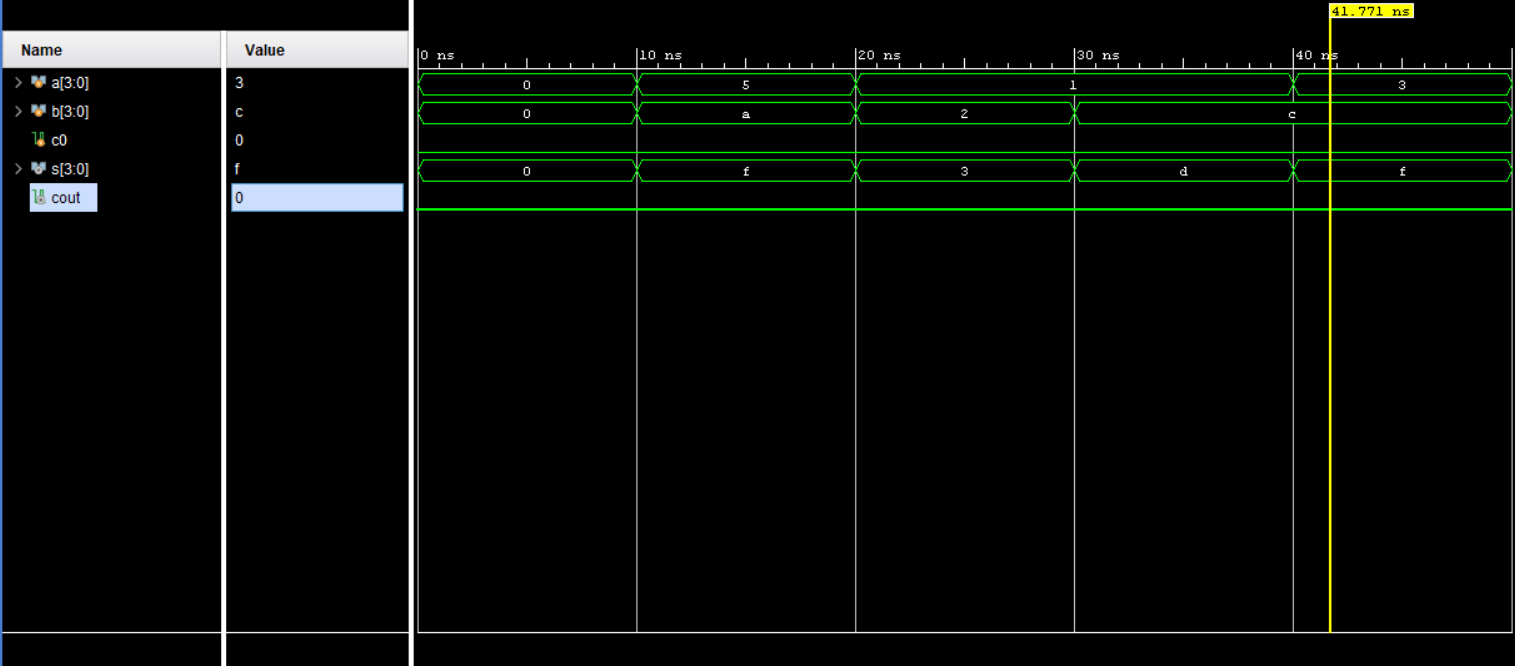 41.771 ns
Name Value
0 ns 10 ns 20 ns 30 ns 40 ns
a[3:0] 3 0 5 1 3
b[3:0] c 0 a 2 c
c0 0
s[3:0] f 0 f 3 d f
cout 0